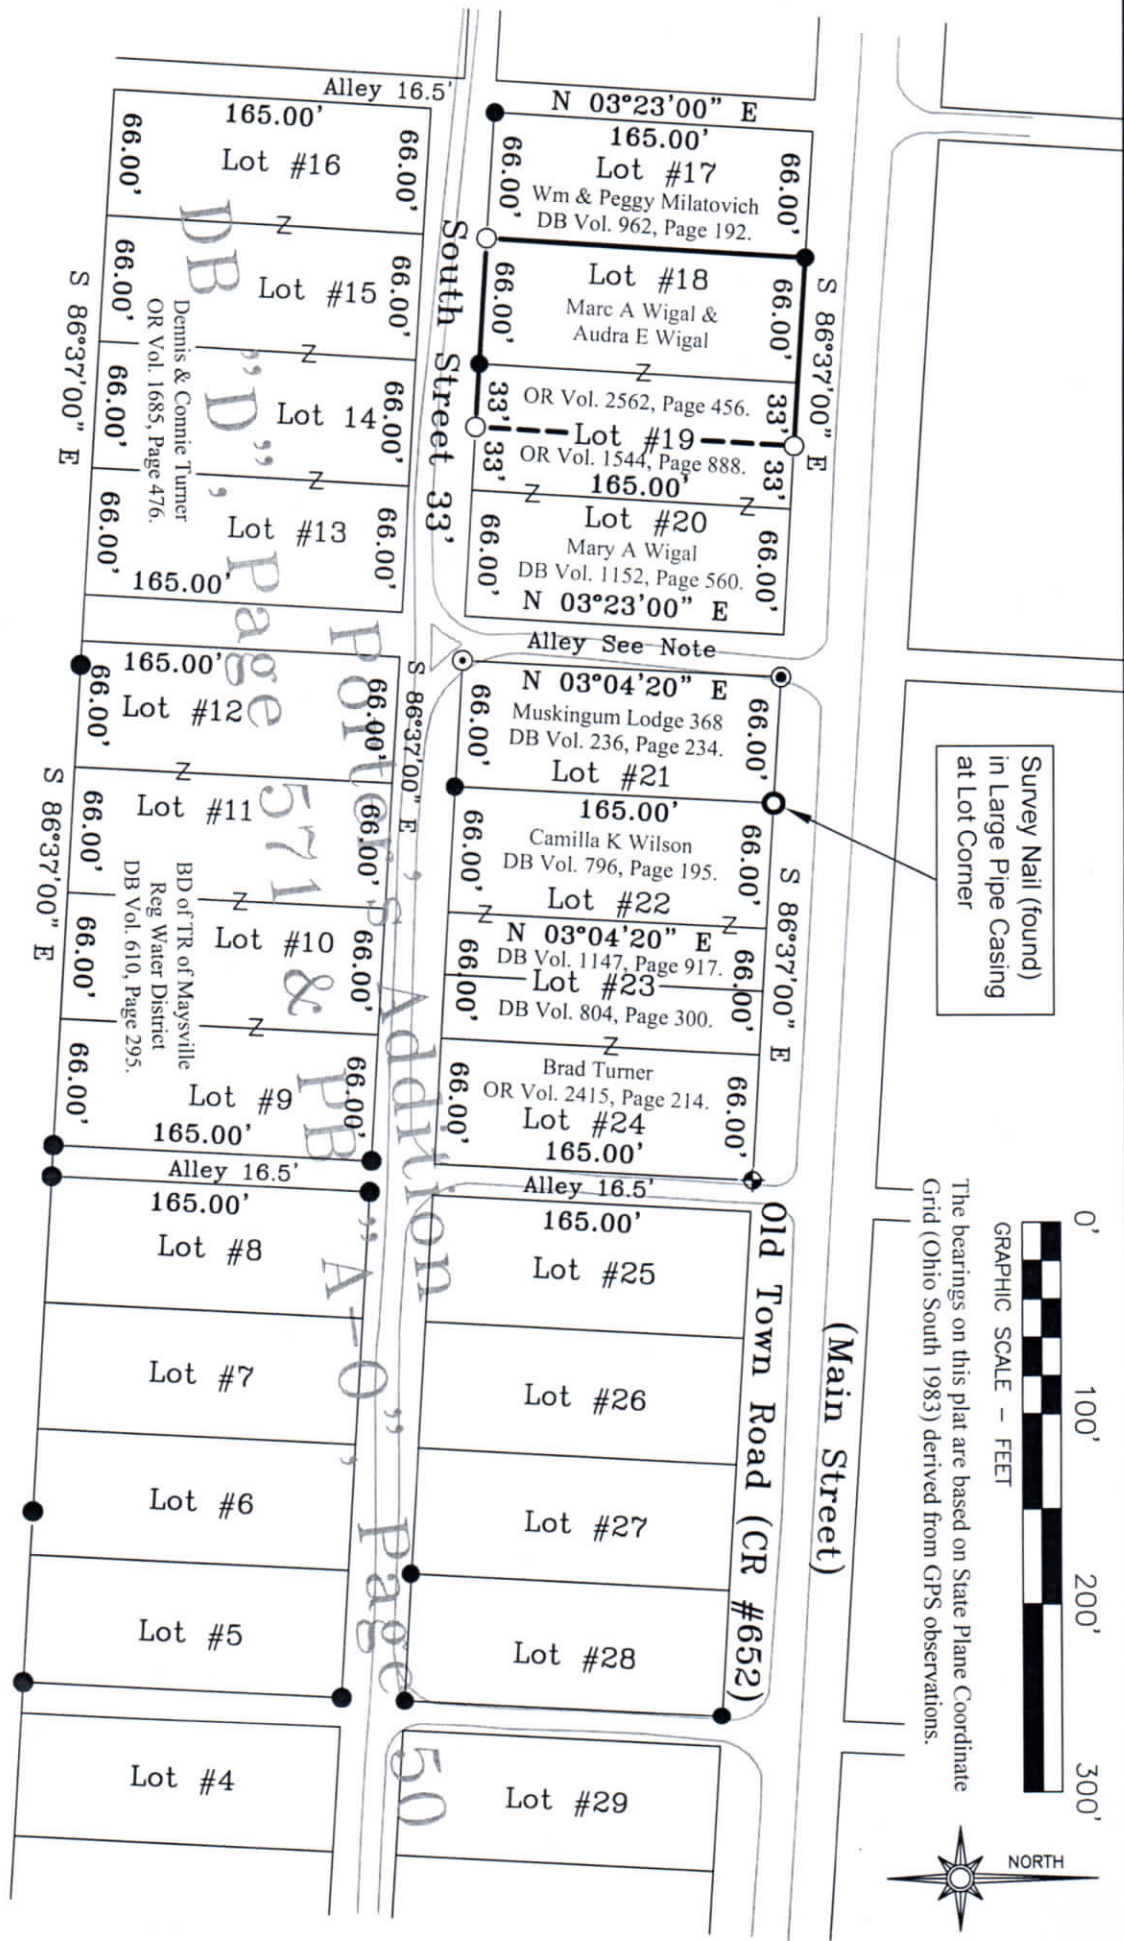 Alley 16.5'
N 03°23'00" E
165.00'
66.00'
66.00'
Lot #17
Wm & Peggy Milatovich
DB Vol. 962, Page 192.
165.00'
66.00'
66.00'
Lot #16
66.00'
66.00'
Lot #18
Marc A Wigal &
Audra E Wigal
Z
OR Vol. 2562, Page 456.
33'
33'
Lot #19
OR Vol. 1544, Page 888.
33'
33'
165.00'
Z
Z
Lot #20
Mary A Wigal
DB Vol. 1152, Page 560.
66.00'
66.00'
N 03°23'00" E
S 86°37'00" E
South Street 33'
Z
66.00'
66.00'
Lot #15
Z
66.00'
66.00'
Lot 14
Z
66.00'
66.00'
Lot #13
165.00'
Dennis & Connie Turner
OR Vol. 1685, Page 476.
S 86°37'00" E
Alley See Note
N 03°04'20" E
Muskingum Lodge 368
DB Vol. 236, Page 234.
Lot #21
66.00'
66.00'
165.00'
Camilla K Wilson
DB Vol. 796, Page 195.
Lot #22
66.00'
66.00'
Z
Z
N 03°04'20" E
DB Vol. 1147, Page 917.
Lot #23
DB Vol. 804, Page 300.
66.00'
66.00'
Z
Brad Turner
OR Vol. 2415, Page 214.
Lot #24
66.00'
66.00'
165.00'
S 86°37'00" E
Survey Nail (found)
in Large Pipe Casing
at Lot Corner
S 86°37'00" E
165.00'
66.00'
66.00'
Lot #12
Z
66.00'
66.00'
Lot #11
Z
66.00'
66.00'
Lot #10
Z
66.00'
66.00'
Lot #9
165.00'
BD of TR of Maysville
Reg Water District
DB Vol. 610, Page 295.
S 86°37'00" E
Alley 16.5'
Alley 16.5'
165.00'
Lot #8
Lot #7
Lot #6
Lot #5
Lot #4
165.00'
Lot #25
Lot #26
Lot #27
Lot #28
Lot #29
Old Town Road (CR #652)
(Main Street)
Porter's Addition
DB "D", Page 571 & PB "A-0", Page 50
0' 100' 200' 300'
GRAPHIC SCALE - FEET
The bearings on this plat are based on State Plane Coordinate
Grid (Ohio South 1983) derived from GPS observations.
NORTH